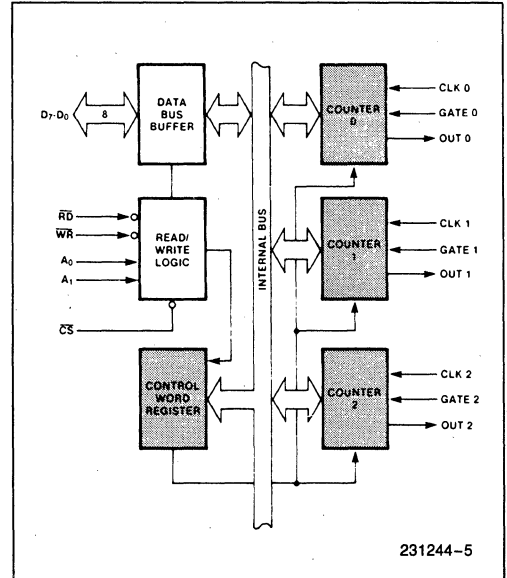 DATA
BUS
BUFFER
D7-D0
8
READ/
WRITE
LOGIC
RD
WR
A0
A1
CS
CONTROL
WORD
REGISTER
INTERNAL BUS
COUNTER
0
CLK 0
GATE 0
OUT 0
COUNTER
1
CLK 1
GATE 1
OUT 1
COUNTER
2
CLK 2
GATE 2
OUT 2
231244-5